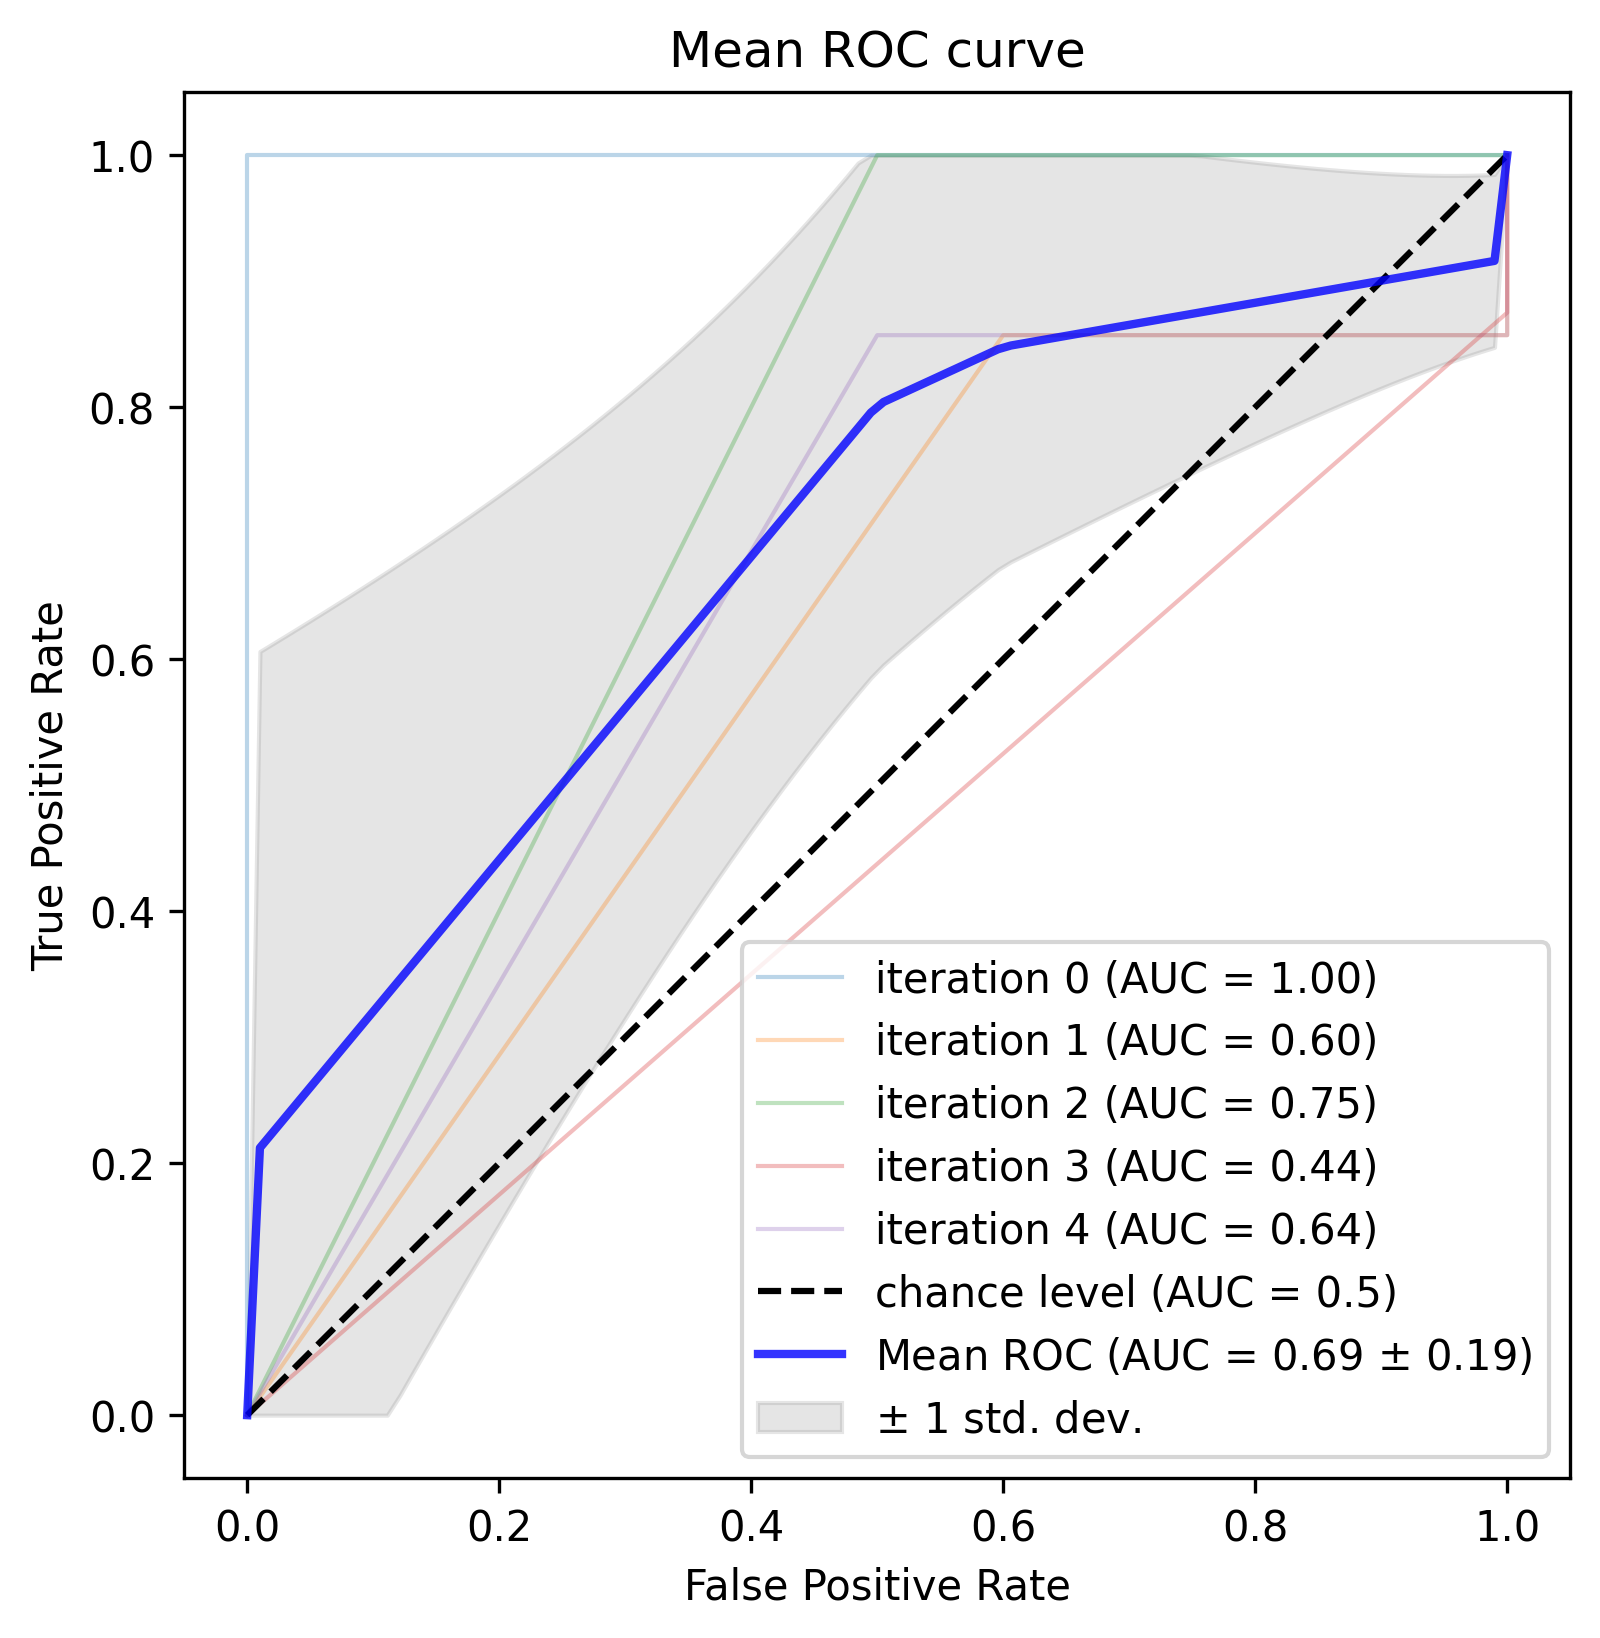 Mean ROC curve
1.0
0.8
0.6
0.4
0.2
0.0
True Positive Rate
iteration 0 (AUC = 1.00)
iteration 1 (AUC = 0.60)
iteration 2 (AUC = 0.75)
iteration 3 (AUC = 0.44)
iteration 4 (AUC = 0.64)
chance level (AUC = 0.5)
Mean ROC (AUC = 0.69 ± 0.19)
± 1 std. dev.
0.0 0.2 0.4 0.6 0.8 1.0
False Positive Rate